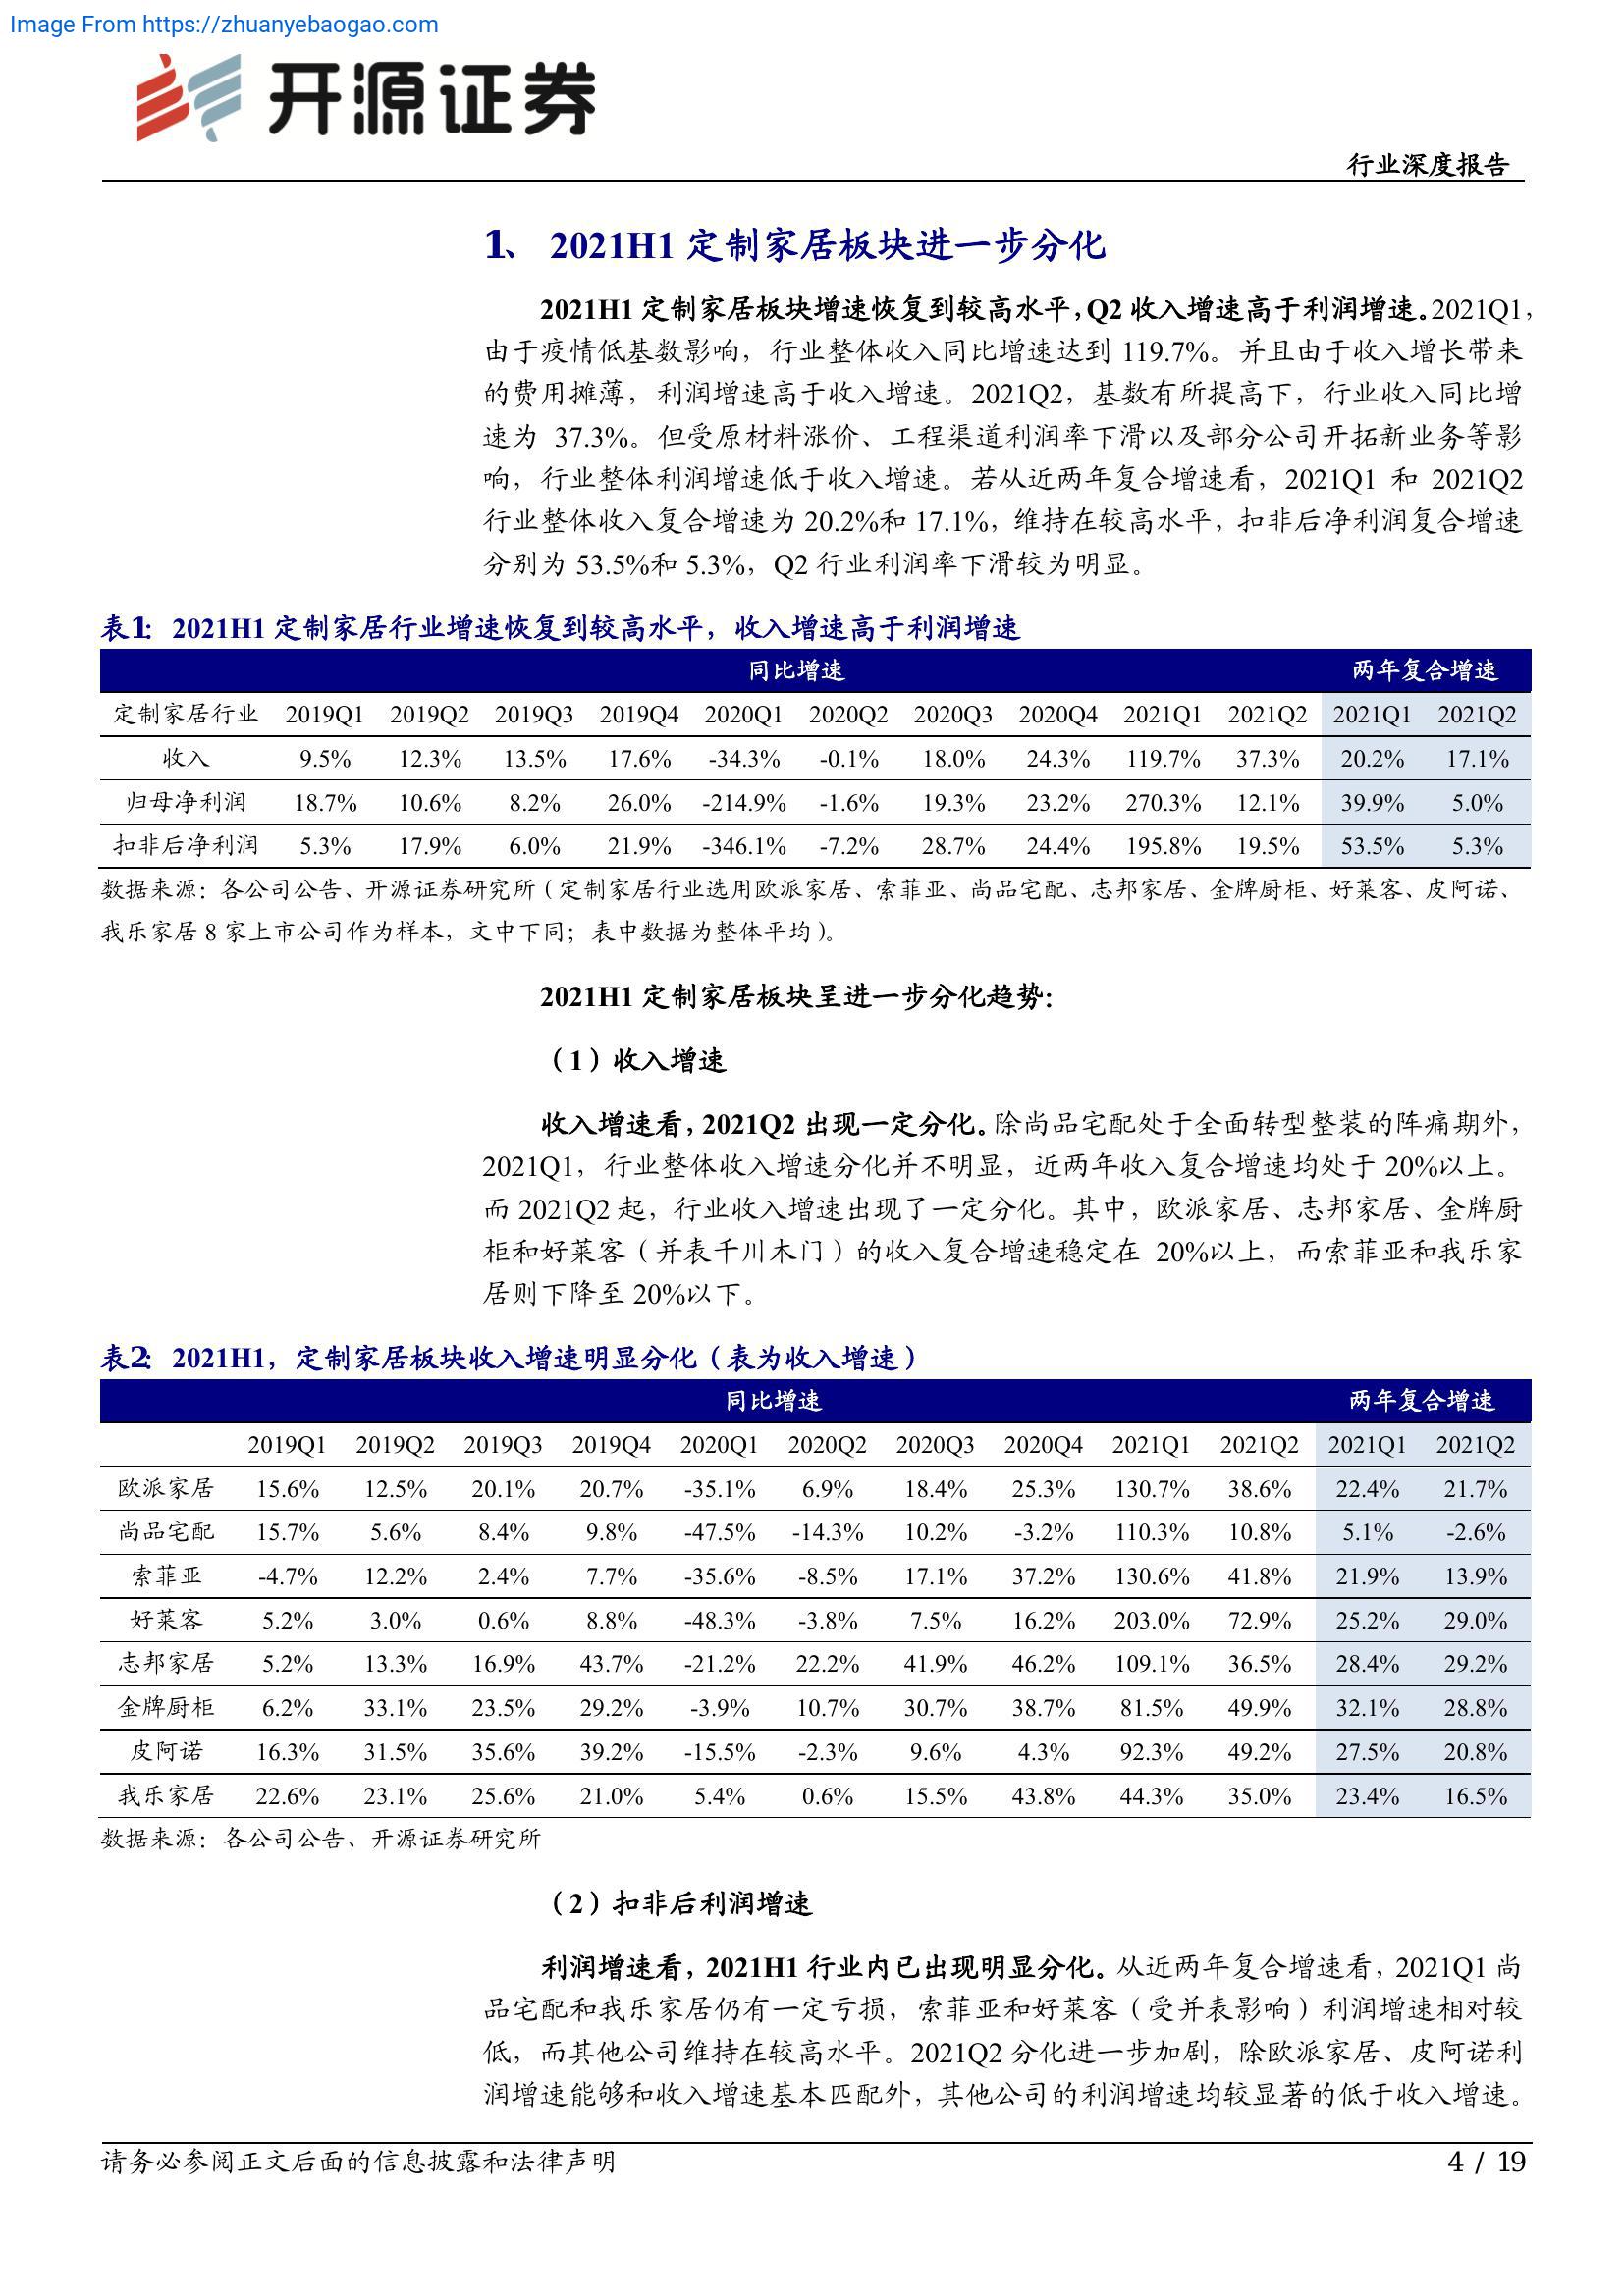 Image From https://zhuanyebaogao.com
开源证券
行业深度报告
1、 2021H1 定制家居板块进一步分化
2021H1 定制家居板块增速恢复到较高水平，Q2 收入增速高于利润增速。2021Q1，
由于疫情低基数影响，行业整体收入同比增速达到 119.7%。并且由于收入增长带来
的费用摊薄，利润增速高于收入增速。2021Q2，基数有所提高下，行业收入同比增
速为 37.3%。但受原材料涨价、工程渠道利润率下滑以及部分公司开拓新业务等影
响，行业整体利润增速低于收入增速。若从近两年复合增速看，2021Q1 和 2021Q2
行业整体收入复合增速为 20.2%和 17.1%，维持在较高水平，扣非后净利润复合增速
分别为 53.5%和 5.3%，Q2 行业利润率下滑较为明显。
表1： 2021H1 定制家居行业增速恢复到较高水平，收入增速高于利润增速
同比增速 两年复合增速
定制家居行业 2019Q1 2019Q2 2019Q3 2019Q4 2020Q1 2020Q2 2020Q3 2020Q4 2021Q1 2021Q2 2021Q1 2021Q2
收入 9.5% 12.3% 13.5% 17.6% -34.3% -0.1% 18.0% 24.3% 119.7% 37.3% 20.2% 17.1%
归母净利润 18.7% 10.6% 8.2% 26.0% -214.9% -1.6% 19.3% 23.2% 270.3% 12.1% 39.9% 5.0%
扣非后净利润 5.3% 17.9% 6.0% 21.9% -346.1% -7.2% 28.7% 24.4% 195.8% 19.5% 53.5% 5.3%
数据来源：各公司公告、开源证券研究所（定制家居行业选用欧派家居、索菲亚、尚品宅配、志邦家居、金牌厨柜、好莱客、皮阿诺、
我乐家居 8 家上市公司作为样本，文中下同；表中数据为整体平均）。
2021H1 定制家居板块呈进一步分化趋势：
（1）收入增速
收入增速看，2021Q2 出现一定分化。除尚品宅配处于全面转型整装的阵痛期外，
2021Q1，行业整体收入增速分化并不明显，近两年收入复合增速均处于 20%以上。
而 2021Q2 起，行业收入增速出现了一定分化。其中，欧派家居、志邦家居、金牌厨
柜和好莱客（并表千川木门）的收入复合增速稳定在 20%以上，而索菲亚和我乐家
居则下降至 20%以下。
表2： 2021H1，定制家居板块收入增速明显分化（表为收入增速）
同比增速 两年复合增速
2019Q1 2019Q2 2019Q3 2019Q4 2020Q1 2020Q2 2020Q3 2020Q4 2021Q1 2021Q2 2021Q1 2021Q2
欧派家居 15.6% 12.5% 20.1% 20.7% -35.1% 6.9% 18.4% 25.3% 130.7% 38.6% 22.4% 21.7%
尚品宅配 15.7% 5.6% 8.4% 9.8% -47.5% -14.3% 10.2% -3.2% 110.3% 10.8% 5.1% -2.6%
索菲亚 -4.7% 12.2% 2.4% 7.7% -35.6% -8.5% 17.1% 37.2% 130.6% 41.8% 21.9% 13.9%
好莱客 5.2% 3.0% 0.6% 8.8% -48.3% -3.8% 7.5% 16.2% 203.0% 72.9% 25.2% 29.0%
志邦家居 5.2% 13.3% 16.9% 43.7% -21.2% 22.2% 41.9% 46.2% 109.1% 36.5% 28.4% 29.2%
金牌厨柜 6.2% 33.1% 23.5% 29.2% -3.9% 10.7% 30.7% 38.7% 81.5% 49.9% 32.1% 28.8%
皮阿诺 16.3% 31.5% 35.6% 39.2% -15.5% -2.3% 9.6% 4.3% 92.3% 49.2% 27.5% 20.8%
我乐家居 22.6% 23.1% 25.6% 21.0% 5.4% 0.6% 15.5% 43.8% 44.3% 35.0% 23.4% 16.5%
数据来源：各公司公告、开源证券研究所
（2）扣非后利润增速
利润增速看，2021H1 行业内已出现明显分化。从近两年复合增速看，2021Q1 尚
品宅配和我乐家居仍有一定亏损，索菲亚和好莱客（受并表影响）利润增速相对较
低，而其他公司维持在较高水平。2021Q2 分化进一步加剧，除欧派家居、皮阿诺利
润增速能够和收入增速基本匹配外，其他公司的利润增速均较显著的低于收入增速。
请务必参阅正文后面的信息披露和法律声明 4 / 19